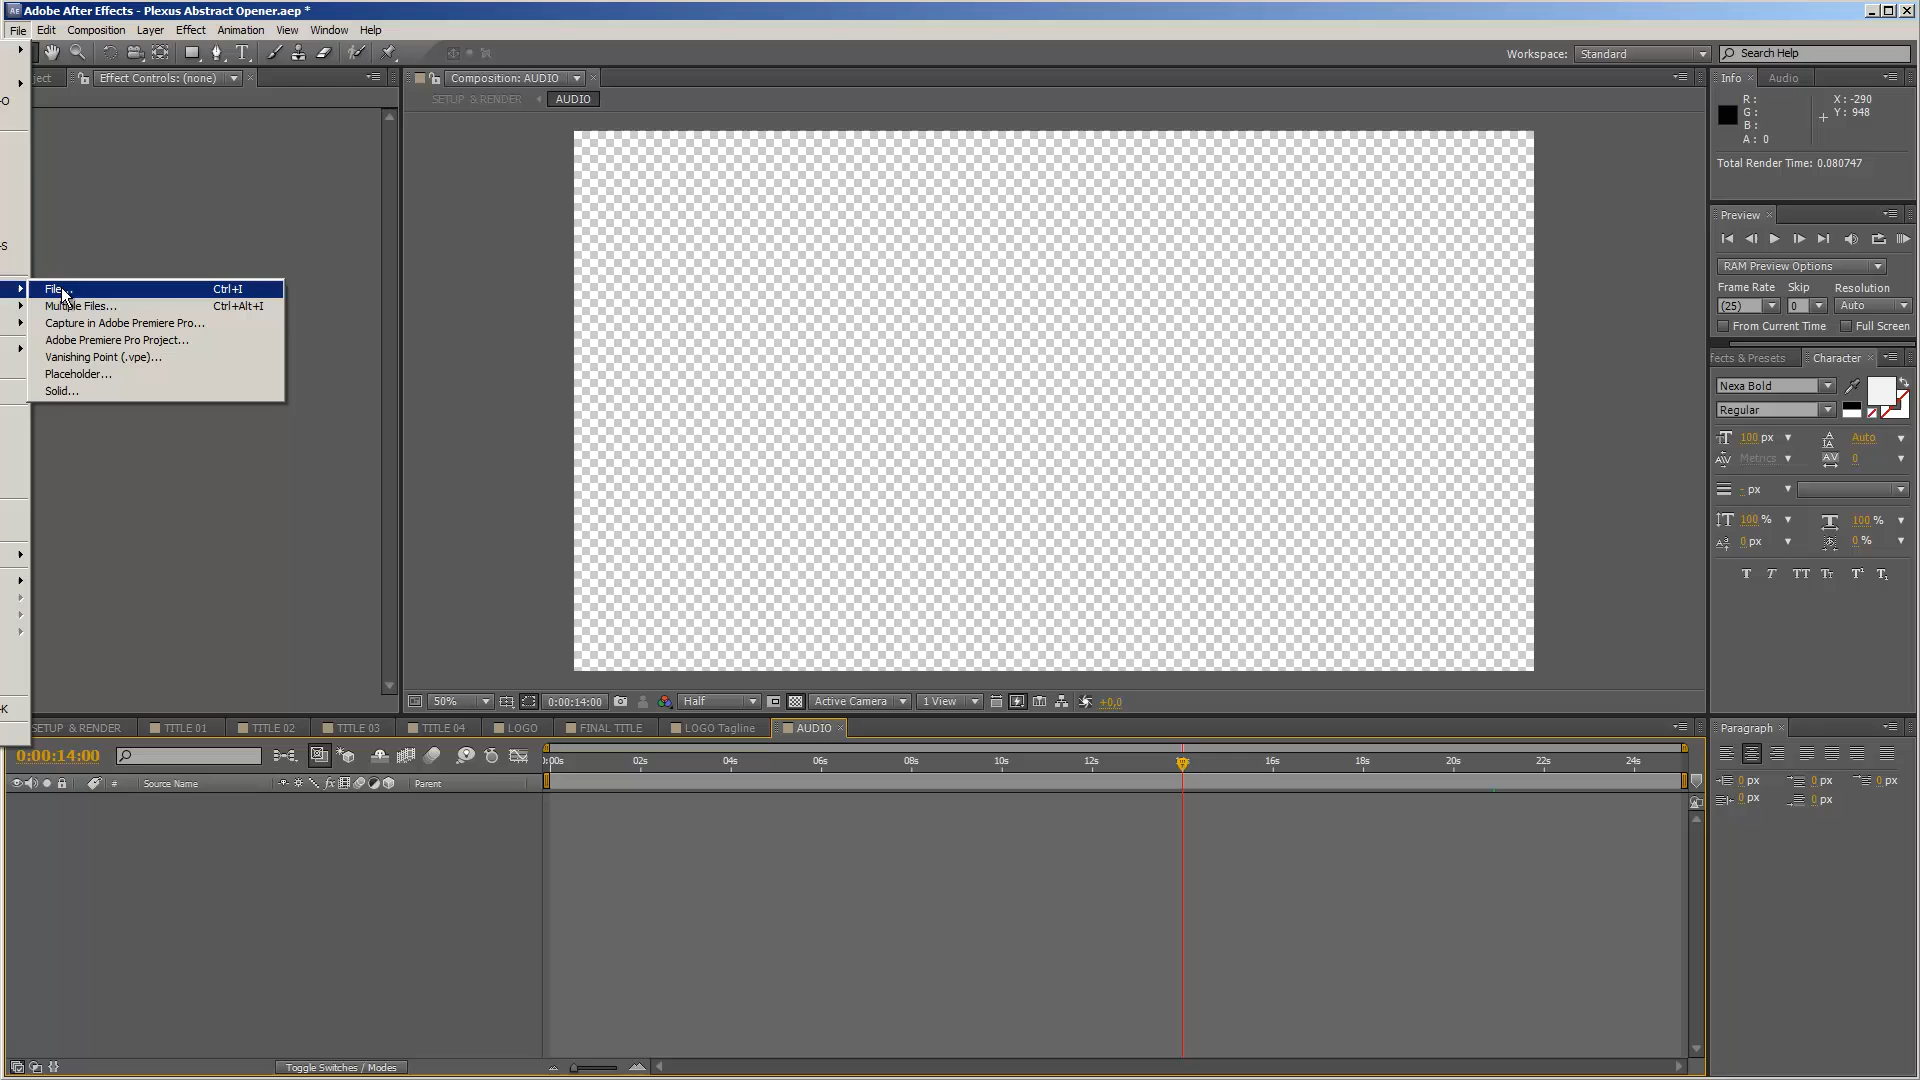 Adobe After Effects - Plexus Abstract Opener.aep *
File Edit Composition Layer Effect Animation View Window Help
Workspace: Standard
Search Help
Effect Controls: (none)
Composition: AUDIO
SETUP & RENDER AUDIO
Info Audio
R: X: -290
G: Y: 948
B:
A: 0
Total Render Time: 0.080747
Preview
RAM Preview Options
Frame Rate Skip Resolution
(25) 0 Auto
From Current Time Full Screen
File... Ctrl+I
Multiple Files... Ctrl+Alt+I
Capture in Adobe Premiere Pro...
Adobe Premiere Pro Project...
Vanishing Point (.vpe)...
Placeholder...
Solid...
fects & Presets Character
Nexa Bold
Regular
100 px Auto
Metrics 0
- px
100 % 100 %
0 px 0 %
50% 0:00:14:00 Half Active Camera 1 View +0,0
SETUP & RENDER TITLE 01 TITLE 02 TITLE 03 TITLE 04 LOGO FINAL TITLE LOGO Tagline AUDIO
0:00:14:00
# Source Name Parent
0:00s 02s 04s 06s 08s 10s 12s 16s 18s 20s 22s 24s
Paragraph
0 px 0 px 0 px
0 px 0 px
Toggle Switches / Modes